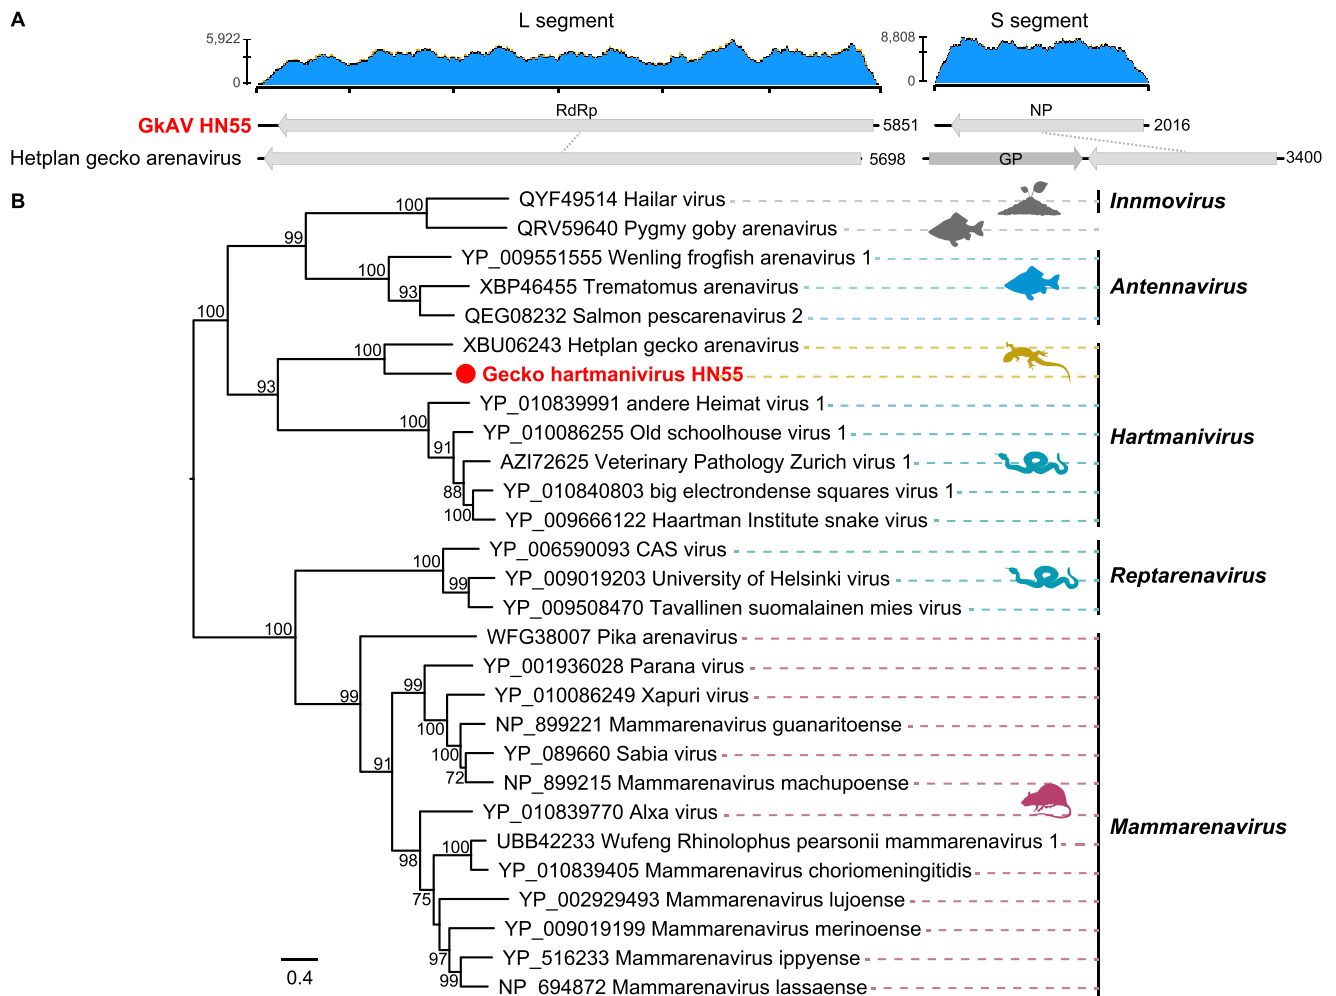 A
L segment
S segment
5,922
0
8,808
0
RdRp
NP
GkAV HN55
5851
2016
Hetplan gecko arenavirus
5698
GP
3400
B
QYF49514 Hailar virus
Innmovirus
100
QRV59640 Pygmy goby arenavirus
99
YP_009551555 Wenling frogfish arenavirus 1
100
XBP46455 Trematomus arenavirus
Antennavirus
93
QEG08232 Salmon pescarenavirus 2
100
XBU06243 Hetplan gecko arenavirus
100
Gecko hartmanivirus HN55
93
YP_010839991 andere Heimat virus 1
100
YP_010086255 Old schoolhouse virus 1
Hartmanivirus
91
AZI72625 Veterinary Pathology Zurich virus 1
88
YP_010840803 big electrondense squares virus 1
100
YP_009666122 Haartman Institute snake virus
YP_006590093 CAS virus
100
YP_009019203 University of Helsinki virus
Reptarenavirus
99
YP_009508470 Tavallinen suomalainen mies virus
100
WFG38007 Pika arenavirus
YP_001936028 Parana virus
99
99
YP_010086249 Xapuri virus
100
NP_899221 Mammarenavirus guanaritoense
100
YP_089660 Sabia virus
91
72
NP_899215 Mammarenavirus machupoense
YP_010839770 Alxa virus
Mammarenavirus
UBB42233 Wufeng Rhinolophus pearsonii mammarenavirus 1
100
98
YP_010839405 Mammarenavirus choriomeningitidis
75
YP_002929493 Mammarenavirus lujoense
YP_009019199 Mammarenavirus merinoense
97
YP_516233 Mammarenavirus ippyense
99
NP_694872 Mammarenavirus lassaense
0.4